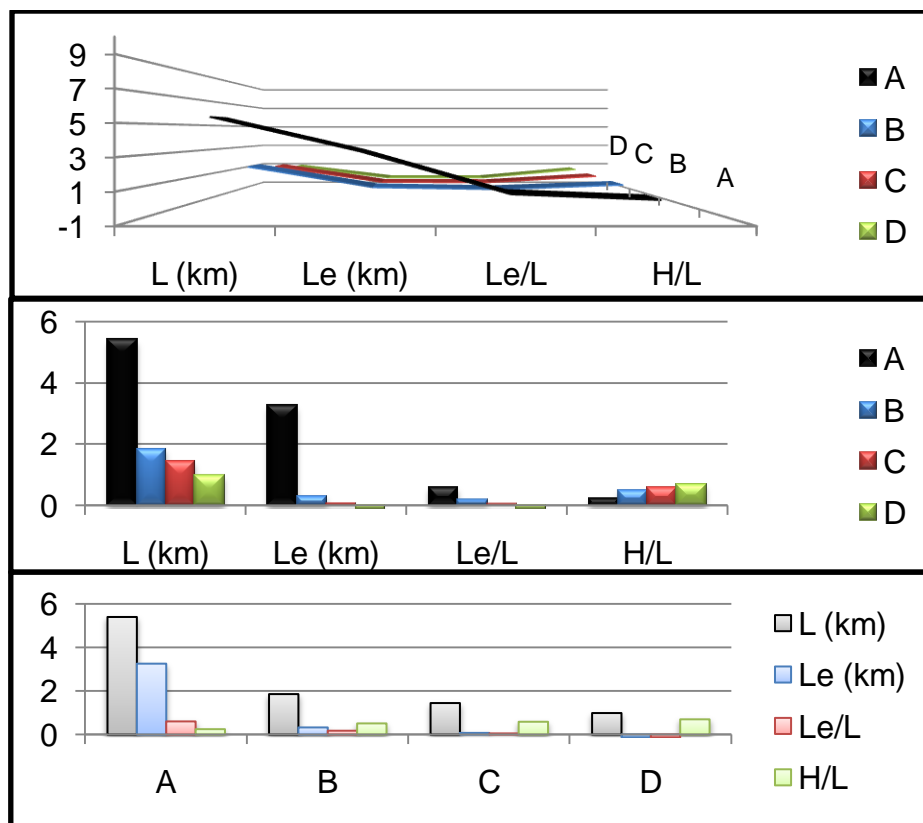 9
7
5
3
1
-1
D
C
B
A
L (km) Le (km) Le/L H/L
A
B
C
D
6
4
2
0
L (km) Le (km) Le/L H/L
A
B
C
D
6
4
2
0
A B C D
L (km)
Le (km)
Le/L
H/L